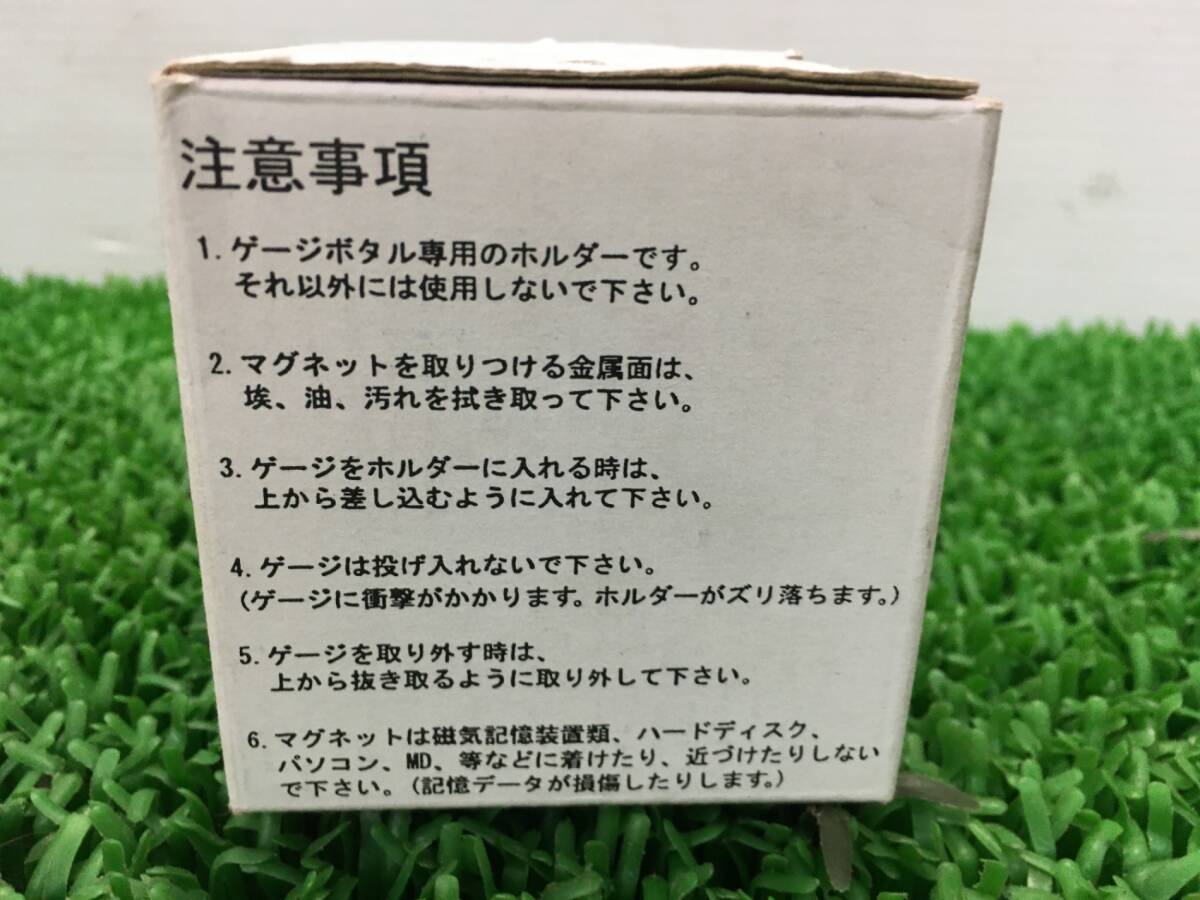 注意事項
1. ゲージボタル専用のホルダーです。
それ以外には使用しないで下さい。
2. マグネットを取りつける金属面は、
埃、油、汚れを拭き取って下さい。
3. ゲージをホルダーに入れる時は、
上から差し込むように入れて下さい。
4. ゲージは投げ入れないで下さい。
(ゲージに衝撃がかかります。ホルダーがズリ落ちます。)
5. ゲージを取り外す時は、
上から抜き取るように取り外して下さい。
6. マグネットは磁気記憶装置類、ハードディスク、
パソコン、MD、等などに着けたり、近づけたりしない
で下さい。(記憶データが損傷したりします。)